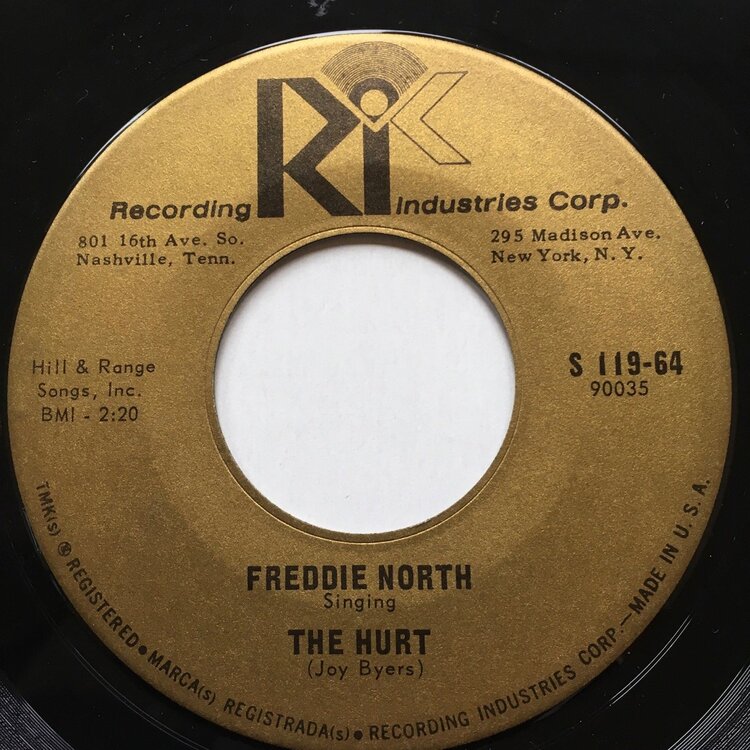 RIC
Recording Industries Corp.
801 16th Ave. So.
Nashville, Tenn.
295 Madison Ave.
New York, N. Y.
Hill & Range
Songs, Inc.
BMI - 2:20
S 119-64
90035
FREDDIE NORTH
Singing
THE HURT
(Joy Byers)
TMK(s) ® REGISTERED • MARCA(s) REGISTRADA(s) • RECORDING INDUSTRIES CORP.—MADE IN U.S.A.